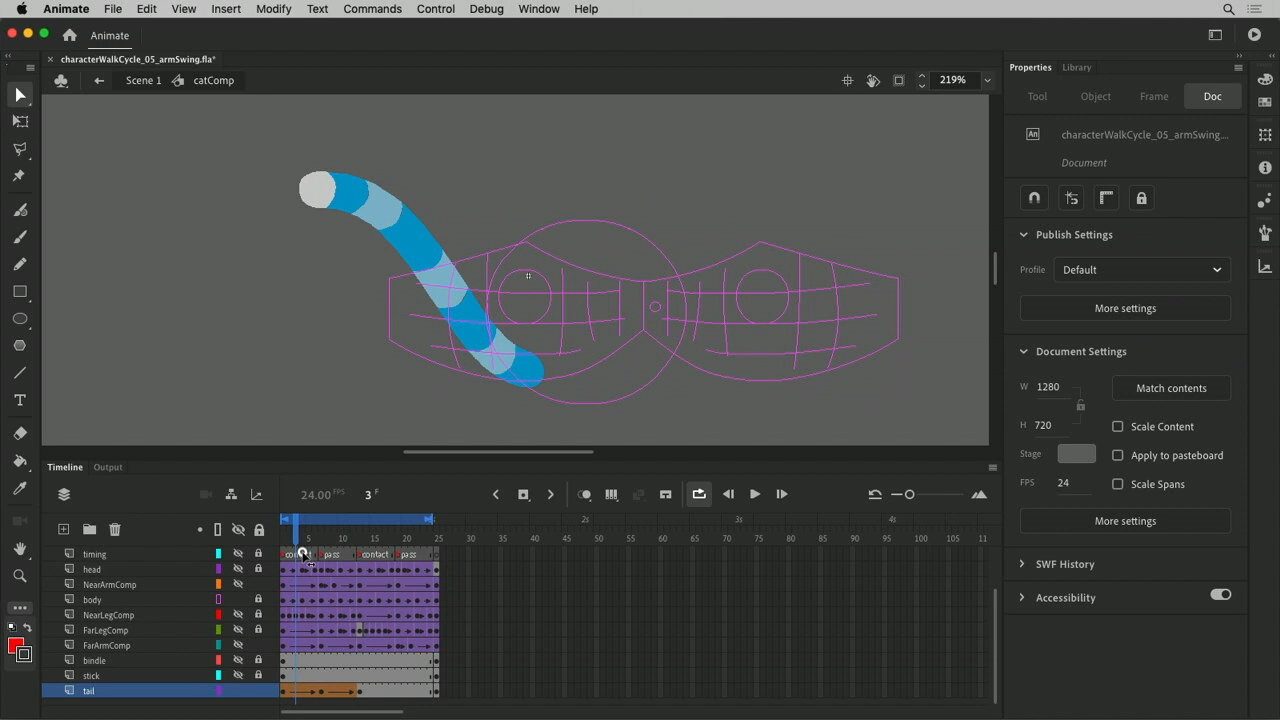 Animate File Edit View Insert Modify Text Commands Control Debug Window Help
Animate
characterWalkCycle_05_armSwing.fla*
Scene 1 catComp 219%
Properties Library
Tool Object Frame Doc
An characterWalkCycle_05_armSwing...
Document
Publish Settings
Profile Default
More settings
Document Settings
W 1280 Match contents
H 720 Scale Content
Stage Apply to pasteboard
FPS 24 Scale Spans
More settings
SWF History
Accessibility
Timeline Output
24.00 FPS 3 F
1s 2s 3s 4s
5 10 15 20 25 30 35 40 45 50 55 60 65 70 75 80 85 90 95 100 105 11
timing pass contact pass
head
NearArmComp
body
NearLegComp
FarLegComp
FarArmComp
bindle
stick
tail